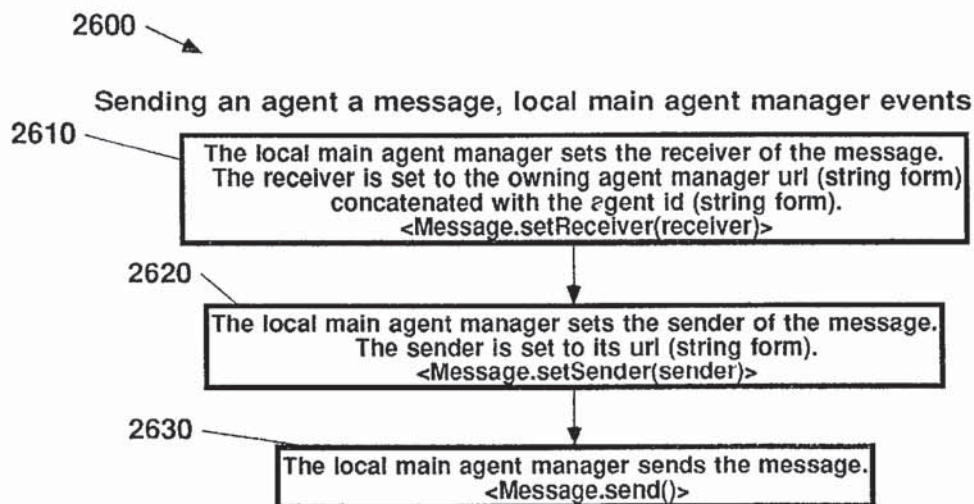 2600
Sending an agent a message, local main agent manager events
2610
The local main agent manager sets the receiver of the message.
The receiver is set to the owning agent manager url (string form)
concatenated with the agent id (string form).
<Message.setReceiver(receiver)>
2620
The local main agent manager sets the sender of the message.
The sender is set to its url (string form).
<Message.setSender(sender)>
2630
The local main agent manager sends the message.
<Message.send()>